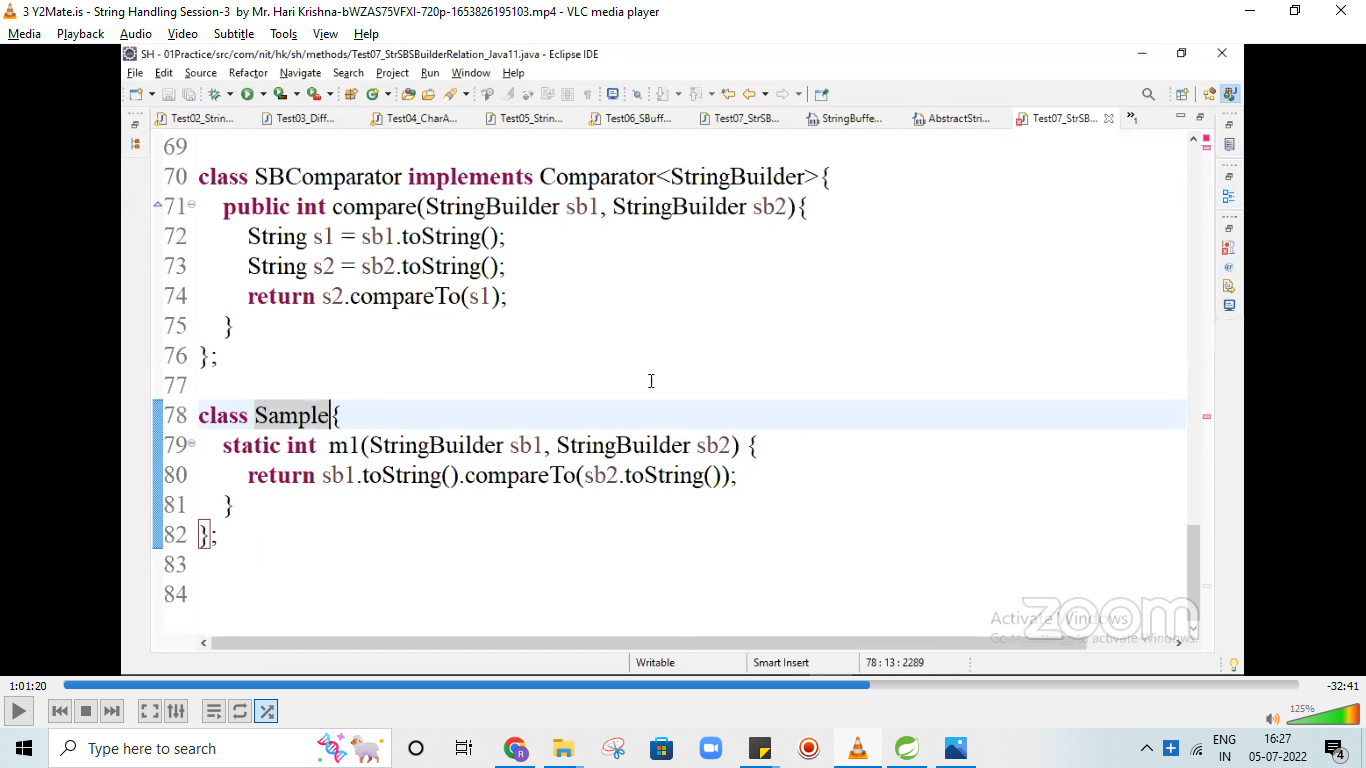 3 Y2Mate.is - String Handling Session-3 by Mr. Hari Krishna-bWZAS75VFXI-720p-1653826195103.mp4 - VLC media player
Media Playback Audio Video Subtitle Tools View Help
SH - 01Practice/src/com/nit/hk/sh/methods/Test07_StrSBSBuilderRelation_Java11.java - Eclipse IDE
File Edit Source Refactor Navigate Search Project Run Window Help
Test02_Strin... Test03_Diff... Test04_CharA... Test05_Strin... Test06_SBuff... Test07_StrSB... StringBuffe... AbstractStri... Test07_StrSB... »1
69
70 class SBComparator implements Comparator<StringBuilder>{
71 public int compare(StringBuilder sb1, StringBuilder sb2){
72 String s1 = sb1.toString();
73 String s2 = sb2.toString();
74 return s2.compareTo(s1);
75 }
76 };
77
78 class Sample{
79 static int m1(StringBuilder sb1, StringBuilder sb2) {
80 return sb1.toString().compareTo(sb2.toString());
81 }
82 };
83
84
zoom
Activate Windows
Go to Settings to activate Windows.
Writable Smart Insert 78 : 13 : 2289
1:01:20 -32:41
125%
Type here to search
ENG 16:27
IN 05-07-2022 4